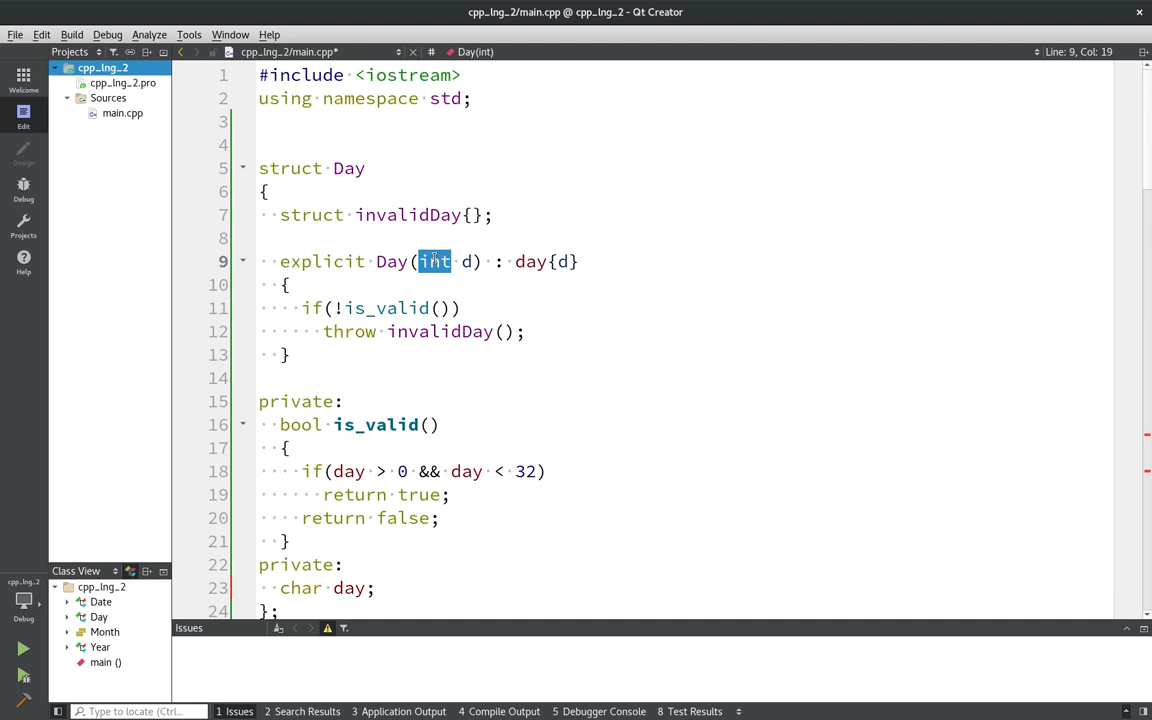 cpp_lng_2/main.cpp @ cpp_lng_2 - Qt Creator
File Edit Build Debug Analyze Tools Window Help
Projects cpp_lng_2/main.cpp* # Day(int) Line: 9, Col: 19
Welcome
Edit
Design
Debug
Projects
Help
cpp_lng_2
Debug
cpp_lng_2
cpp_lng_2.pro
Sources
main.cpp
1 #include <iostream>
2 using namespace std;
3
4
5 struct Day
6 {
7 struct invalidDay{};
8
9 explicit Day(int d) : day{d}
10 {
11 if(!is_valid())
12 throw invalidDay();
13 }
14
15 private:
16 bool is_valid()
17 {
18 if(day > 0 && day < 32)
19 return true;
20 return false;
21 }
22 private:
23 char day;
24 };
Class View
cpp_lng_2
Date
Day
Month
Year
main ()
Issues
Type to locate (Ctrl... 1 Issues 2 Search Results 3 Application Output 4 Compile Output 5 Debugger Console 8 Test Results